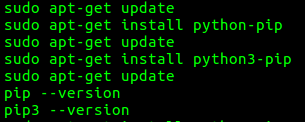 sudo apt-get update
sudo apt-get install python-pip
sudo apt-get update
sudo apt-get install python3-pip
sudo apt-get update
pip --version
pip3 --version